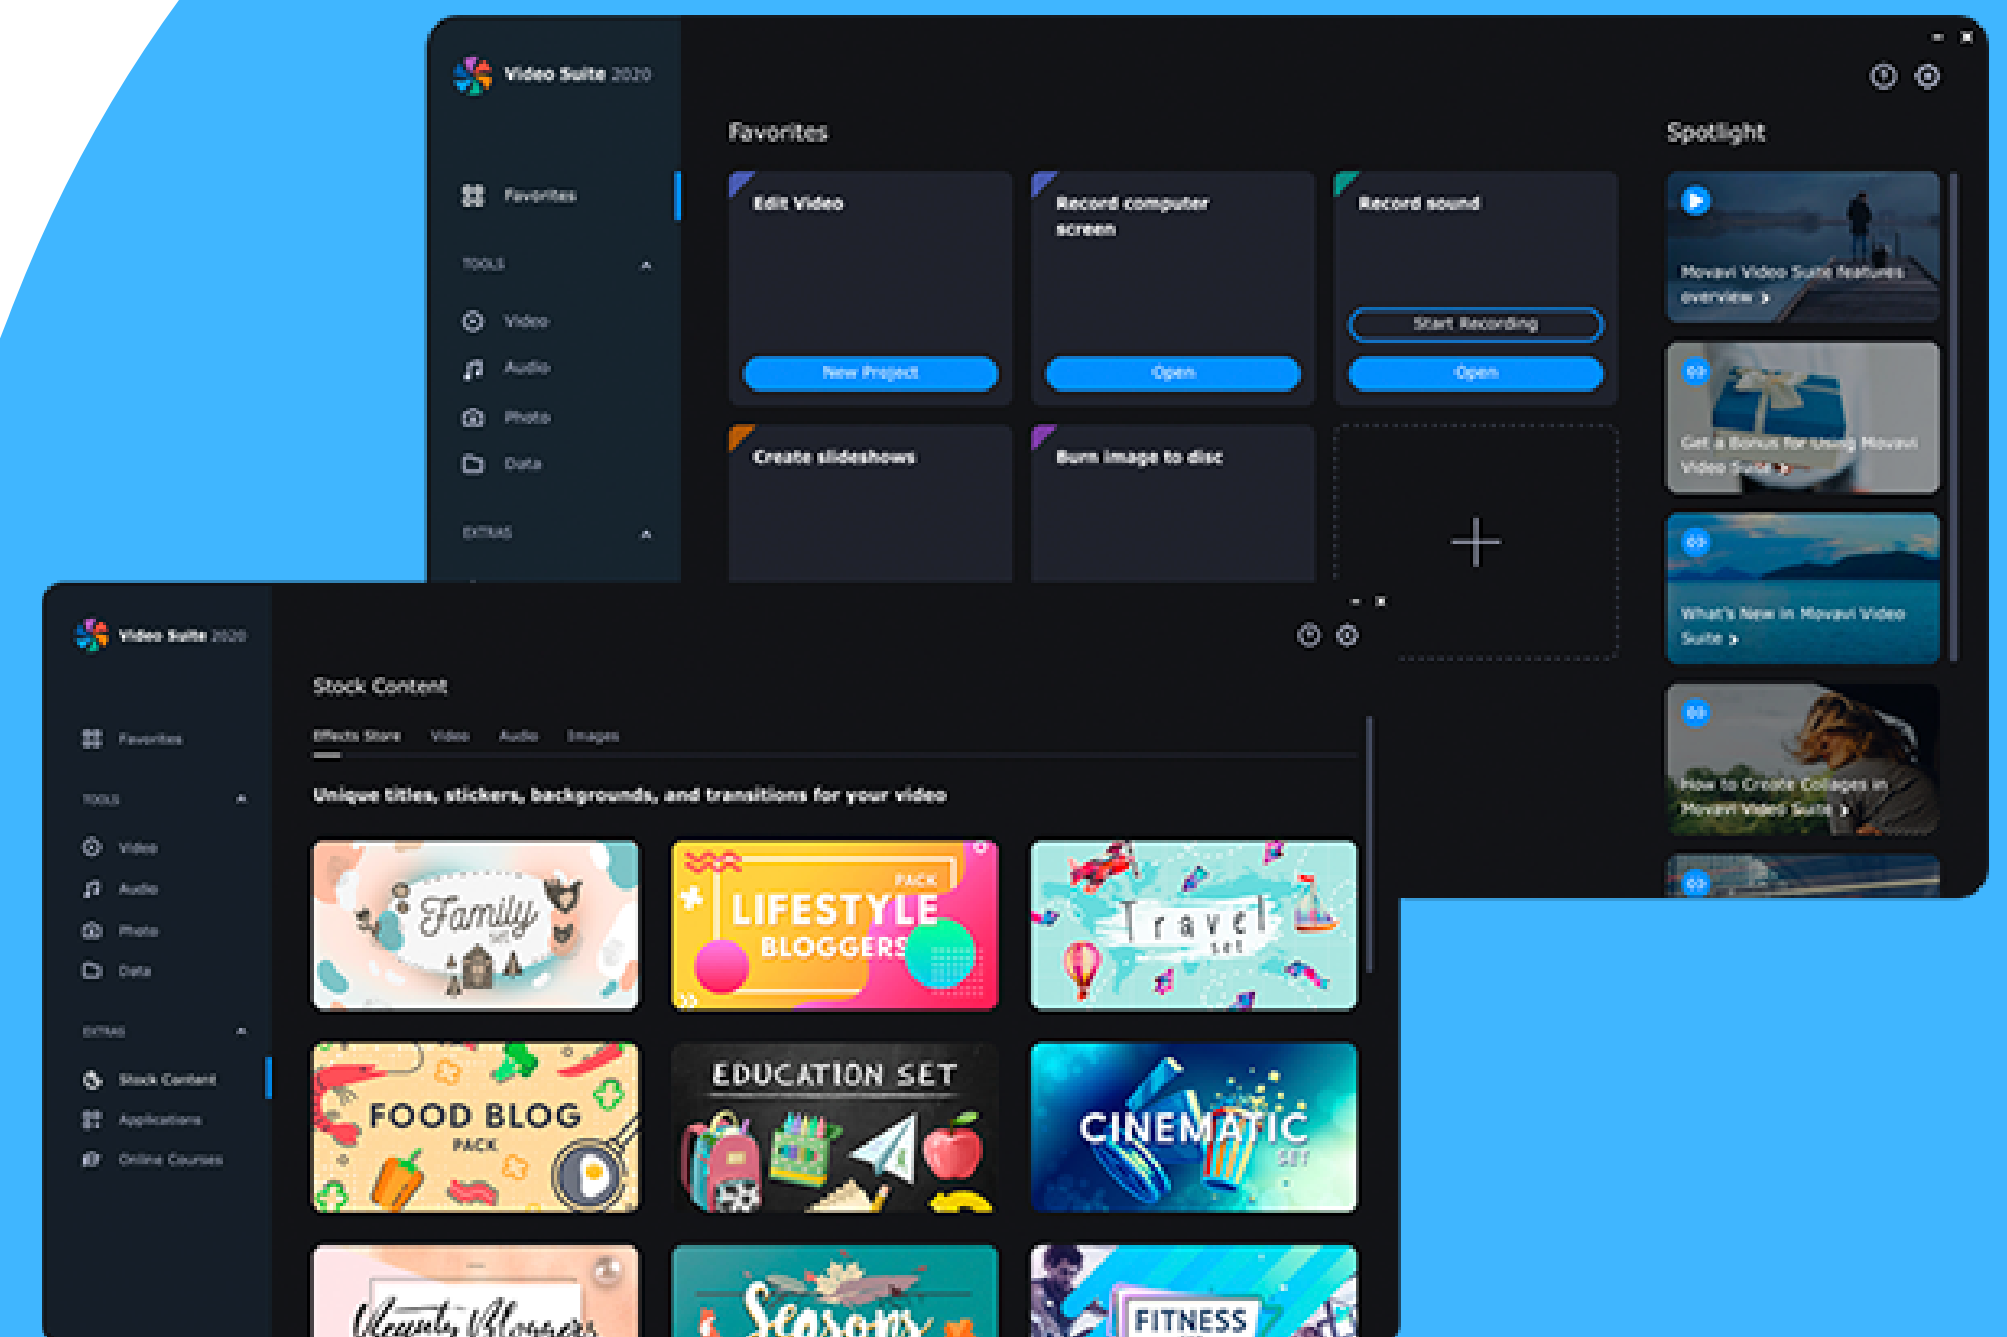 Video Suite 2020
Favorites
TOOLS
Video
Audio
Photo
Data
EXTRAS
Favorites
Edit Video
New Project
Record computer
screen
Open
Record sound
Start Recording
Open
Create slideshows
Burn image to disc
Spotlight
Movavi Video Suite features
overview >
Get a Bonus for Using Movavi
Video Suite >
What's New in Movavi Video
Suite >
How to Create Collages in
Movavi Video Suite >
Video Suite 2020
Favorites
TOOLS
Video
Audio
Photo
Data
EXTRAS
Stock Content
Applications
Online Courses
Stock Content
Effects Store Video Audio Images
Unique titles, stickers, backgrounds, and transitions for your video
Family
SET
PACK
LIFESTYLE
BLOGGERS
Travel
set
FOOD BLOG
PACK
EDUCATION SET
CINEMATIC
SET
Beauty Bloggers
Seasons
FITNESS